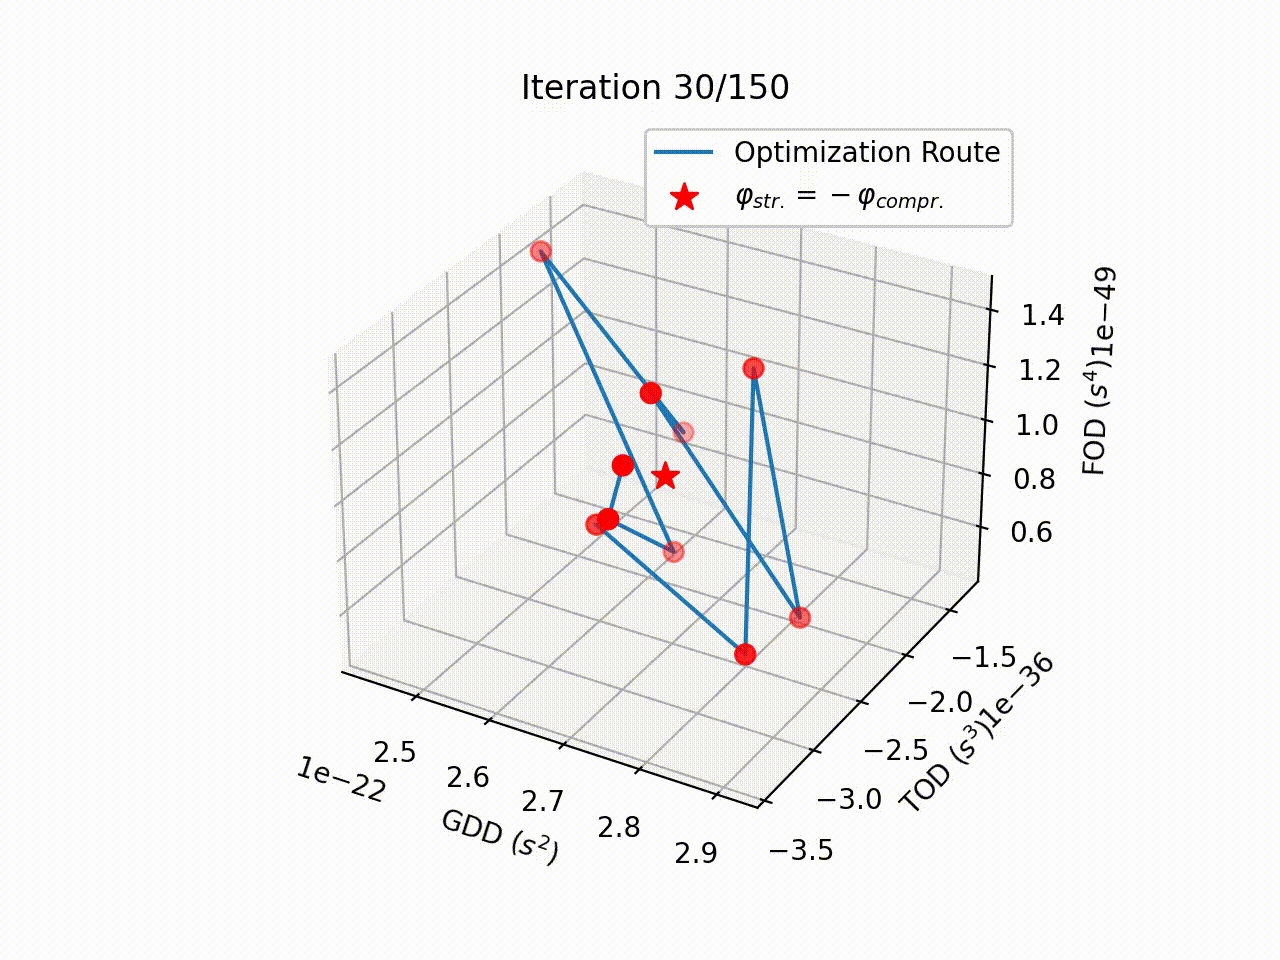 Iteration 30/150
Optimization Route
φstr. = − φcompr.
1.4
1.2
1.0
0.8
0.6
FOD (s⁴)1e−49
−1.5
−2.0
−2.5
−3.0
−3.5
TOD (s³)1e−36
2.5
2.6
2.7
2.8
2.9
1e−22
GDD (s²)